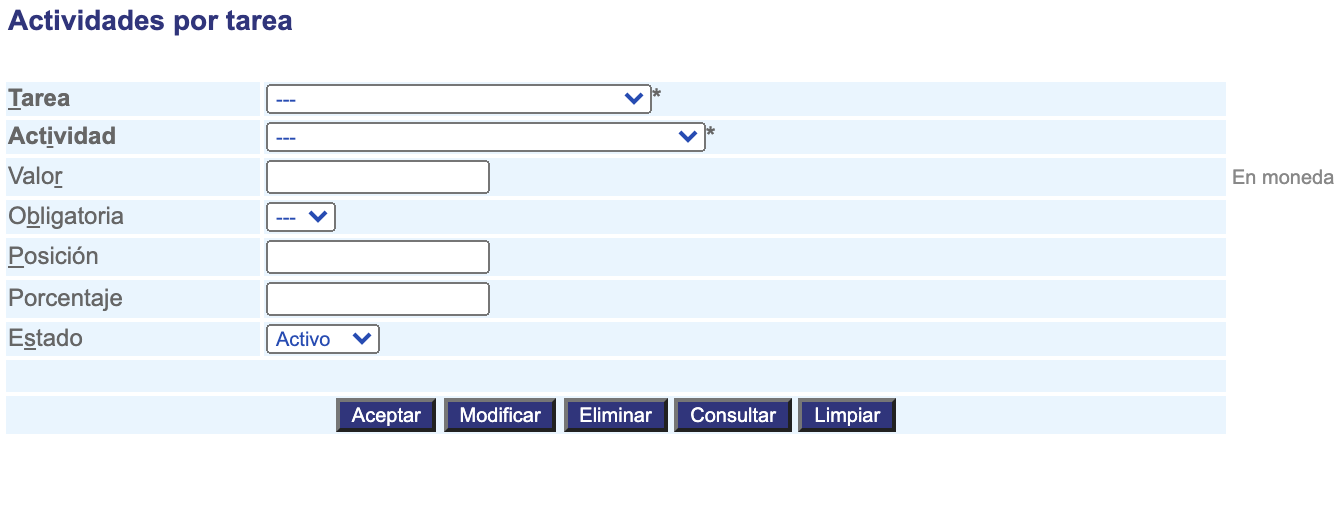 Actividades por tarea
Tarea --- *
Actividad --- *
Valor En moneda
Obligatoria ---
Posición
Porcentaje
Estado Activo
Aceptar Modificar Eliminar Consultar Limpiar